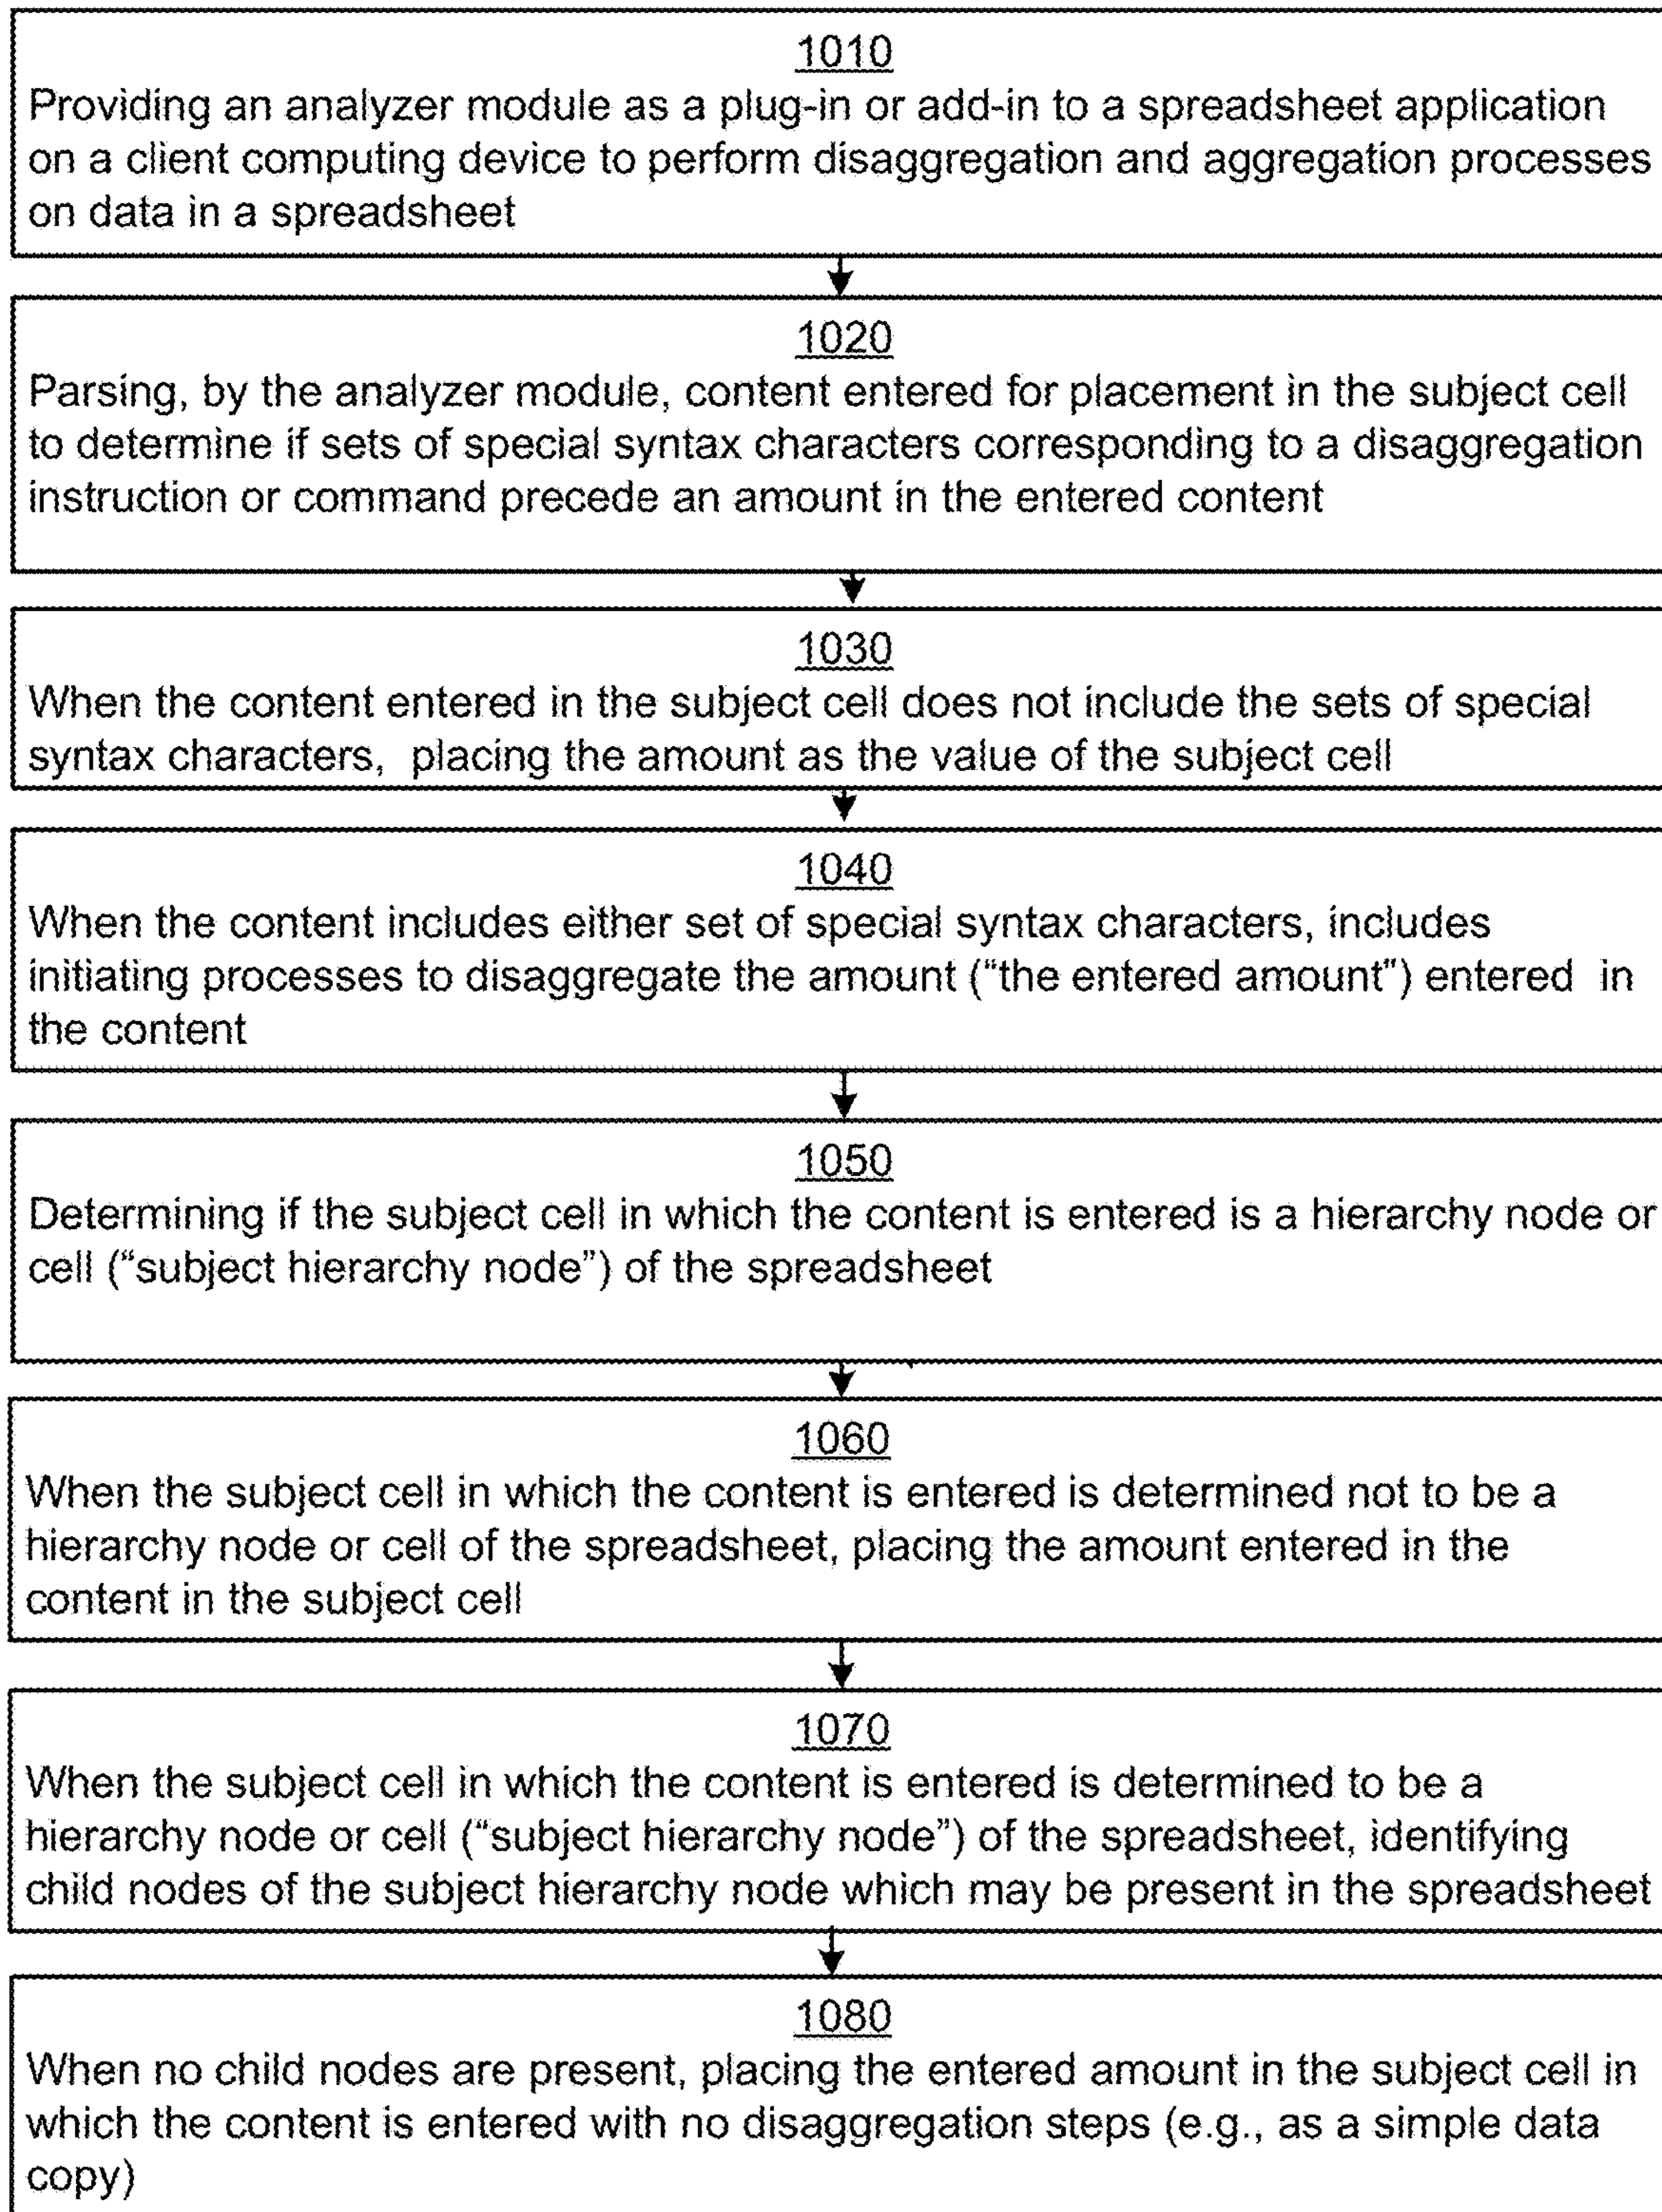 1010
Providing an analyzer module as a plug-in or add-in to a spreadsheet application
on a client computing device to perform disaggregation and aggregation processes
on data in a spreadsheet
1020
Parsing, by the analyzer module, content entered for placement in the subject cell
to determine if sets of special syntax characters corresponding to a disaggregation
instruction or command precede an amount in the entered content
1030
When the content entered in the subject cell does not include the sets of special
syntax characters, placing the amount as the value of the subject cell
1040
When the content includes either set of special syntax characters, includes
initiating processes to disaggregate the amount (“the entered amount”) entered in
the content
1050
Determining if the subject cell in which the content is entered is a hierarchy node or
cell (“subject hierarchy node”) of the spreadsheet
1060
When the subject cell in which the content is entered is determined not to be a
hierarchy node or cell of the spreadsheet, placing the amount entered in the
content in the subject cell
1070
When the subject cell in which the content is entered is determined to be a
hierarchy node or cell (“subject hierarchy node”) of the spreadsheet, identifying
child nodes of the subject hierarchy node which may be present in the spreadsheet
1080
When no child nodes are present, placing the entered amount in the subject cell in
which the content is entered with no disaggregation steps (e.g., as a simple data
copy)